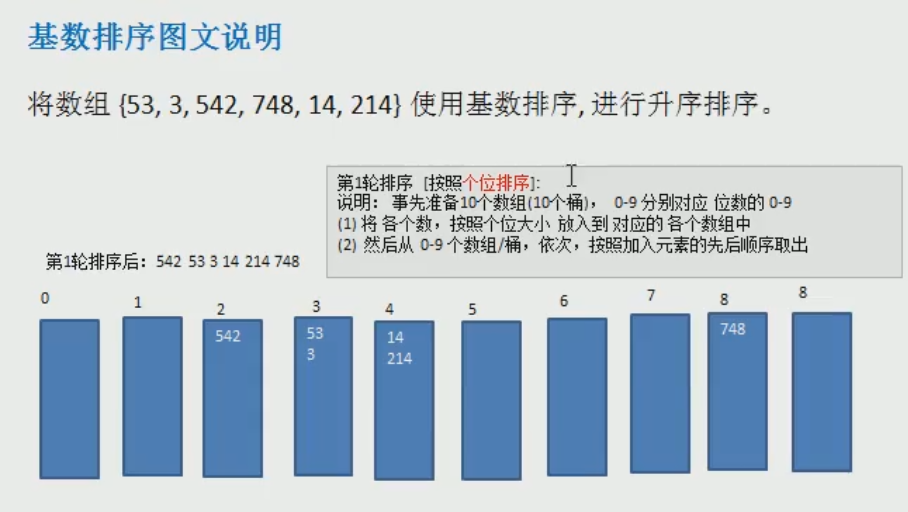 基数排序图文说明
将数组 {53, 3, 542, 748, 14, 214} 使用基数排序, 进行升序排序。
第1轮排序 [按照个位排序]:
说明： 事先准备10个数组(10个桶)， 0-9 分别对应 位数的 0-9
(1) 将 各个数，按照个位大小 放入到 对应的 各个数组中
(2) 然后从 0-9 个数组/桶，依次，按照加入元素的先后顺序取出
第1轮排序后：542 53 3 14 214 748
0 1 2 3 4 5 6 7 8 8
542 53 14 748
3 214